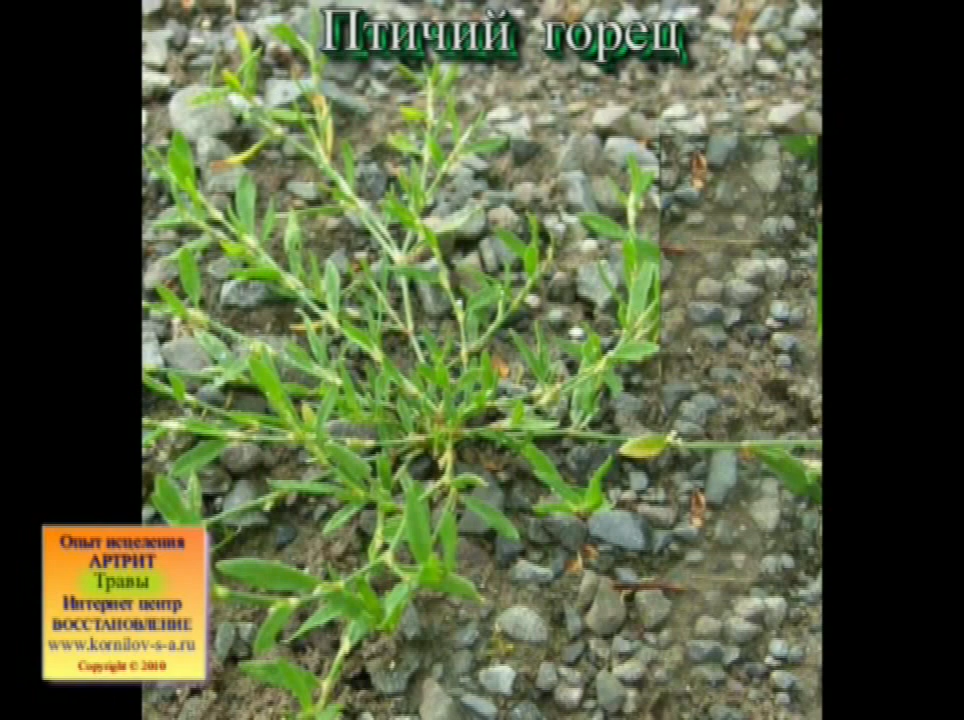 Птичий горец
Опыт исцеления
АРТРИТ
Травы
Интернет центр
ВОССТАНОВЛЕНИЕ
www.kornilov-s-a.ru
Copyright © 2010